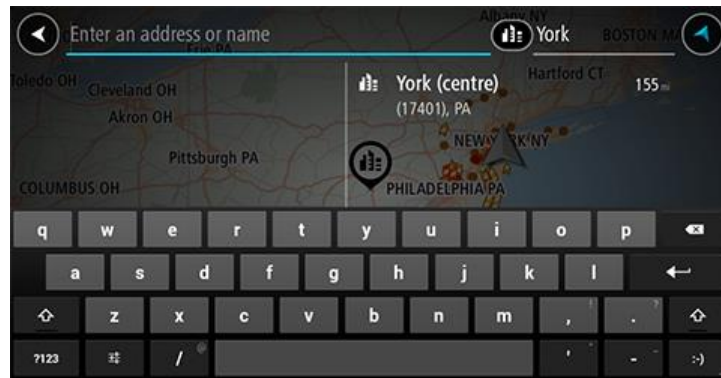 Enter an address or name
York
Albany NY
BOSTON MA
Erie PA
Toledo OH
Cleveland OH
Akron OH
Pittsburgh PA
COLUMBUS OH
York (centre)
(17401), PA
155 mi
Hartford CT
NEW YORK NY
PHILADELPHIA PA
q w e r t y u i o p
a s d f g h j k l
z x c v b n m , ! . ?
?123 / @ ' - :-)